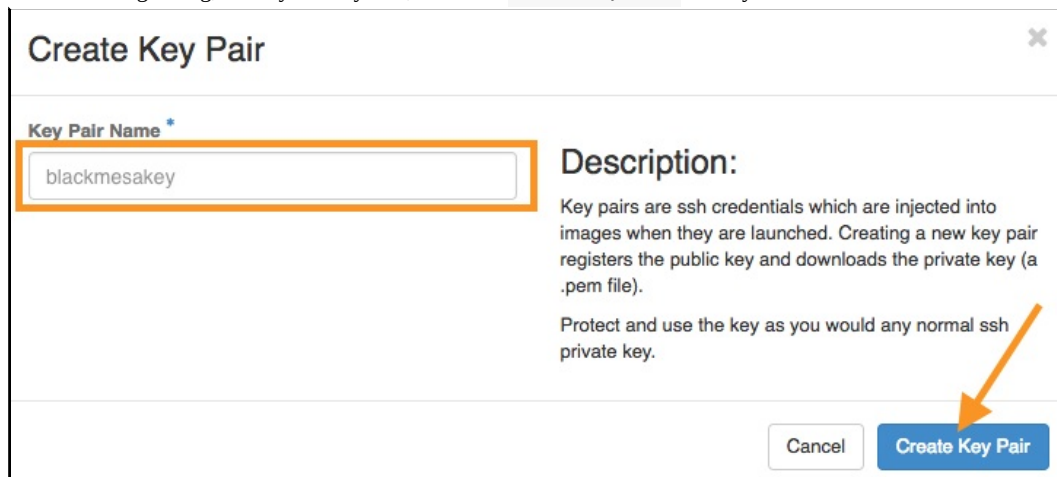 Create Key Pair
×
Key Pair Name *
blackmesakey
Description:
Key pairs are ssh credentials which are injected into
images when they are launched. Creating a new key pair
registers the public key and downloads the private key (a
.pem file).
Protect and use the key as you would any normal ssh
private key.
Cancel Create Key Pair